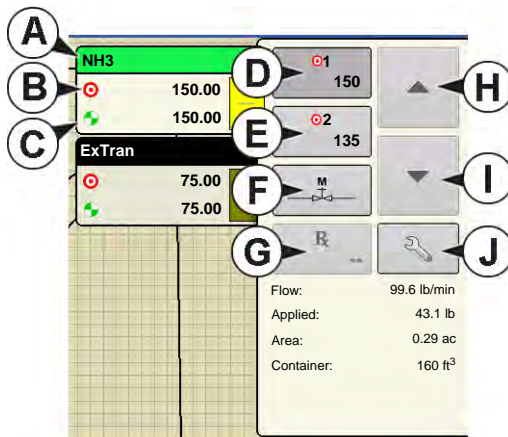 A
NH3
B
150.00
C
150.00
ExTran
75.00
75.00
D
1
150
E
2
135
F
M
G
R
--
H
I
J
Flow: 99.6 lb/min
Applied: 43.1 lb
Area: 0.29 ac
Container: 160 ft³